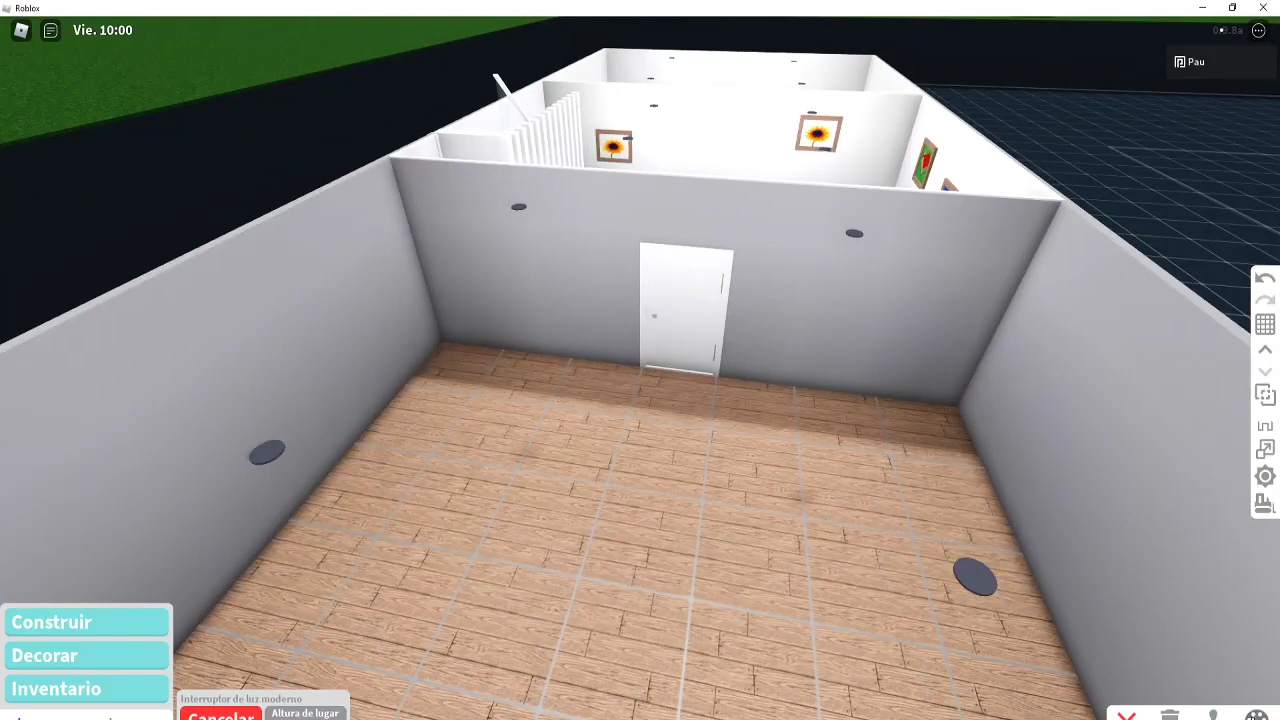 Roblox
Vie. 10:00
Pau
Construir
Decorar
Inventario
Interruptor de luz moderno
Cancelar
Altura de lugar